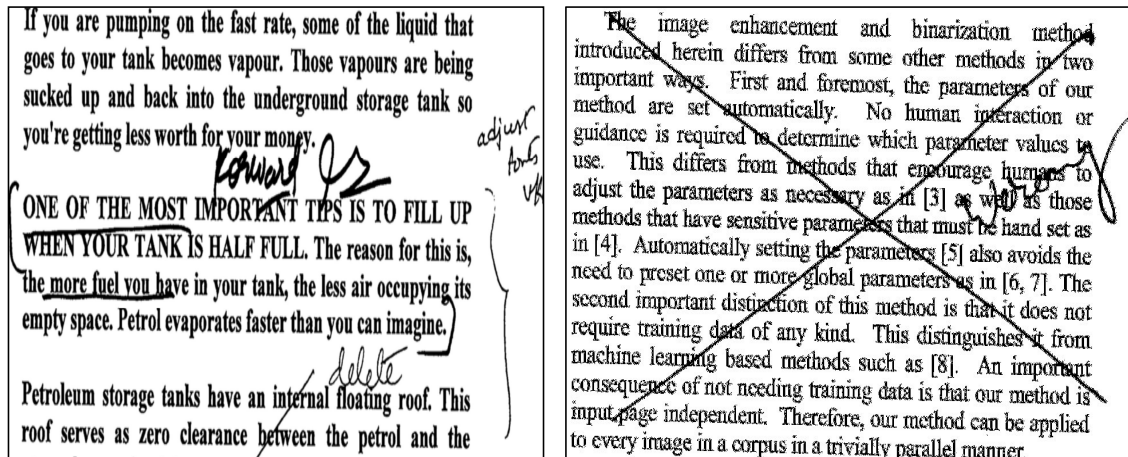 If you are pumping on the fast rate, some of the liquid that
goes to your tank becomes vapour. Those vapours are being
sucked up and back into the underground storage tank so
you're getting less worth for your money.
adjust
forward
ONE OF THE MOST IMPORTANT TIPS IS TO FILL UP
WHEN YOUR TANK IS HALF FULL. The reason for this is,
the more fuel you have in your tank, the less air occupying its
empty space. Petrol evaporates faster than you can imagine.
delete
Petroleum storage tanks have an internal floating roof. This
roof serves as zero clearance between the petrol and the
The image enhancement and binarization method
introduced herein differs from some other methods in two
important ways. First and foremost, the parameters of our
method are set automatically. No human interaction or
guidance is required to determine which parameter values to
use. This differs from methods that encourage humans to
adjust the parameters as necessary as in [3] as well as those
methods that have sensitive parameters that must be hand set as
in [4]. Automatically setting the parameters [5] also avoids the
need to preset one or more global parameters as in [6, 7]. The
second important distinction of this method is that it does not
require training data of any kind. This distinguishes it from
machine learning based methods such as [8]. An important
consequence of not needing training data is that our method is
input page independent. Therefore, our method can be applied
to every image in a corpus in a trivially parallel manner